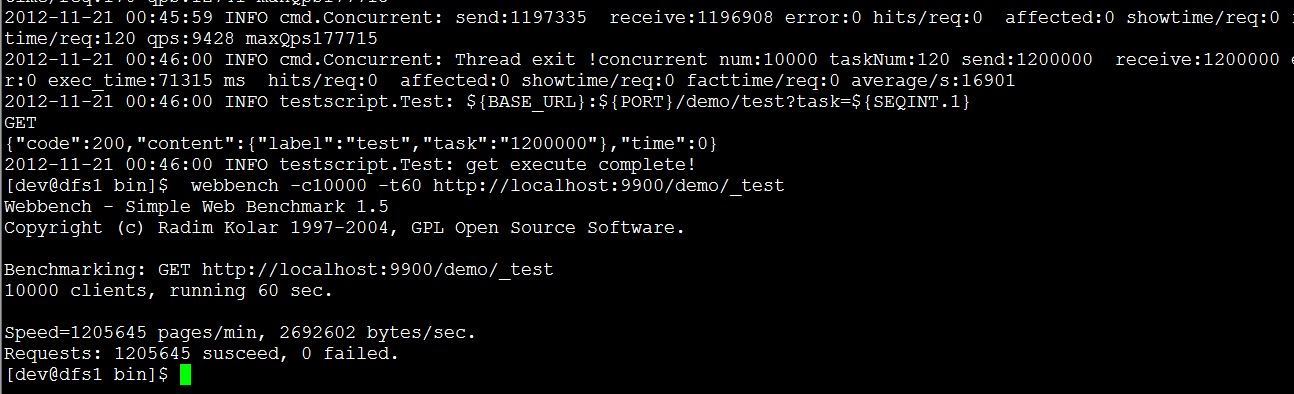 2012-11-21 00:45:59 INFO cmd.Concurrent: send:1197335  receive:1196908 error:0 hits/req:0  affected:0 showtime/req:0
time/req:120 qps:9428 maxQps177715
2012-11-21 00:46:00 INFO cmd.Concurrent: Thread exit !concurrent num:10000 taskNum:120 send:1200000  receive:1200000
r:0 exec_time:71315 ms  hits/req:0  affected:0 showtime/req:0 facttime/req:0 average/s:16901
2012-11-21 00:46:00 INFO testscript.Test: ${BASE_URL}:${PORT}/demo/test?task=${SEQINT.1}
GET
{"code":200,"content":{"label":"test","task":"1200000"},"time":0}
2012-11-21 00:46:00 INFO testscript.Test: get execute complete!
[dev@dfs1 bin]$  webbench -c10000 -t60 http://localhost:9900/demo/_test
Webbench - Simple Web Benchmark 1.5
Copyright (c) Radim Kolar 1997-2004, GPL Open Source Software.

Benchmarking: GET http://localhost:9900/demo/_test
10000 clients, running 60 sec.

Speed=1205645 pages/min, 2692602 bytes/sec.
Requests: 1205645 susceed, 0 failed.
[dev@dfs1 bin]$